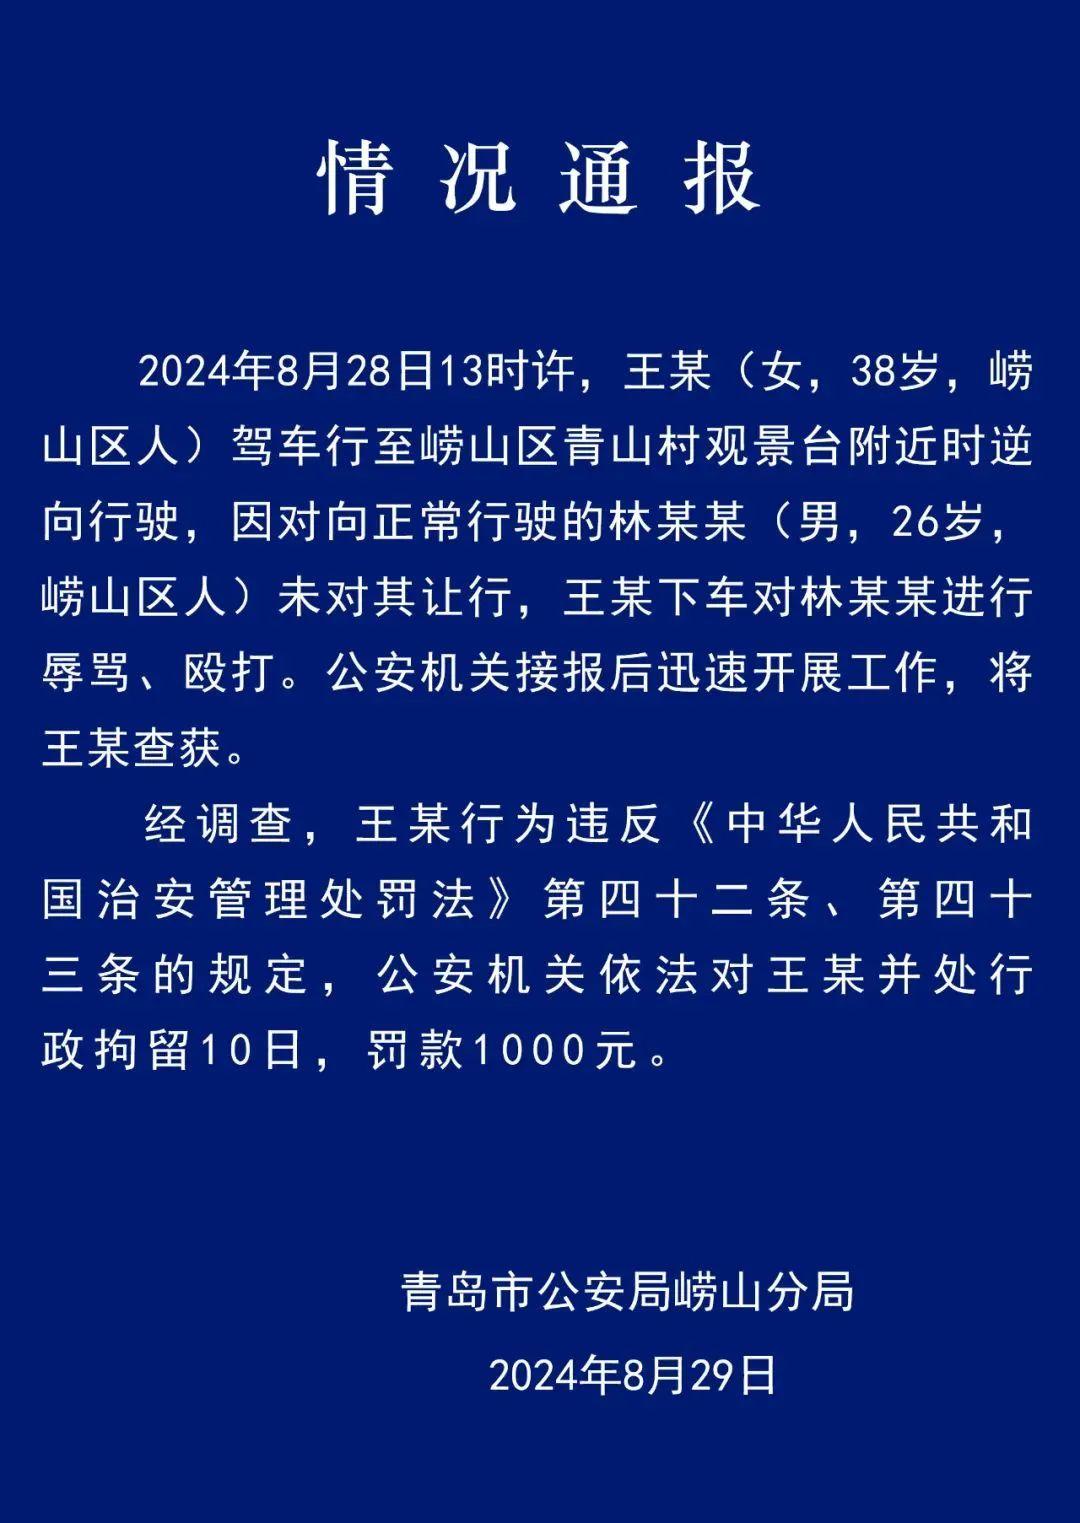 情况通报
2024年8月28日13时许，王某（女，38岁，崂
山区人）驾车行至崂山区青山村观景台附近时逆
向行驶，因对向正常行驶的林某某（男，26岁，
崂山区人）未对其让行，王某下车对林某某进行
辱骂、殴打。公安机关接报后迅速开展工作，将
王某查获。
经调查，王某行为违反《中华人民共和
国治安管理处罚法》第四十二条、第四十
三条的规定，公安机关依法对王某并处行
政拘留10日，罚款1000元。
青岛市公安局崂山分局
2024年8月29日